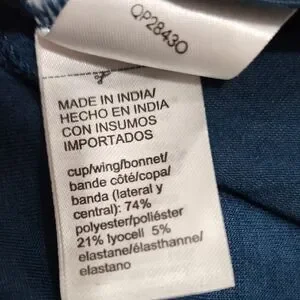 QP28430
MADE IN INDIA/
HECHO EN INDIA
CON INSUMOS
IMPORTADOS
cup/wing/bonnet/
bande côté/copa/
banda (lateral y
central): 74%
polyester/poliéster
21% lyocell 5%
elastane/élasthanne/
elastano